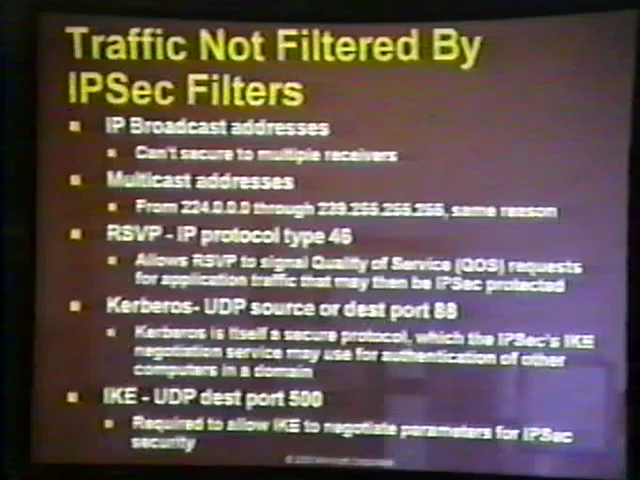 Traffic Not Filtered By
IPSec Filters
IP Broadcast addresses
Can't secure to multiple receivers
Multicast addresses
From 224.0.0.0 through 239.255.255.255, same reason
RSVP - IP protocol type 46
Allows RSVP to signal Quality of Service (QOS) requests
for application traffic that may then be IPSec protected
Kerberos- UDP source or dest port 88
Kerberos is itself a secure protocol, which the IPSec's IKE
negotiation service may use for authentication of other
computers in a domain
IKE - UDP dest port 500
Required to allow IKE to negotiate parameters for IPSec
security